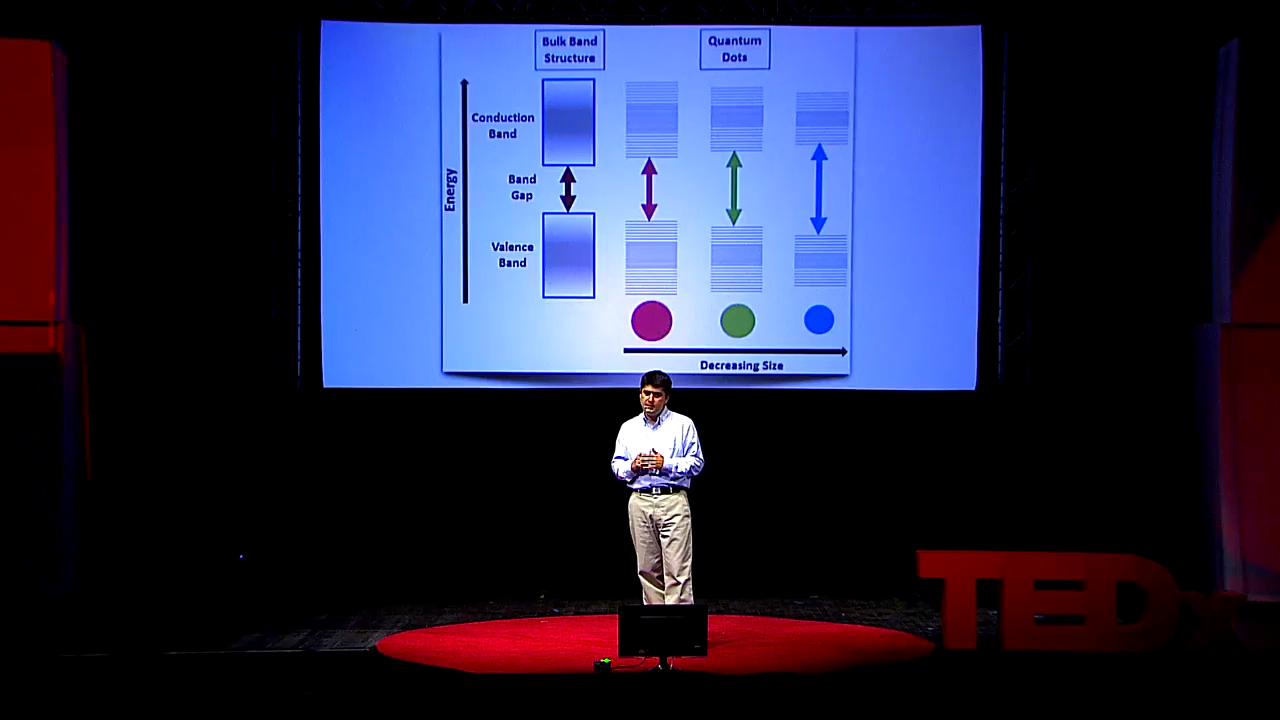 Bulk Band
Structure
Quantum
Dots
Conduction
Band
Band
Gap
Energy
Valence
Band
Decreasing Size
TEDx